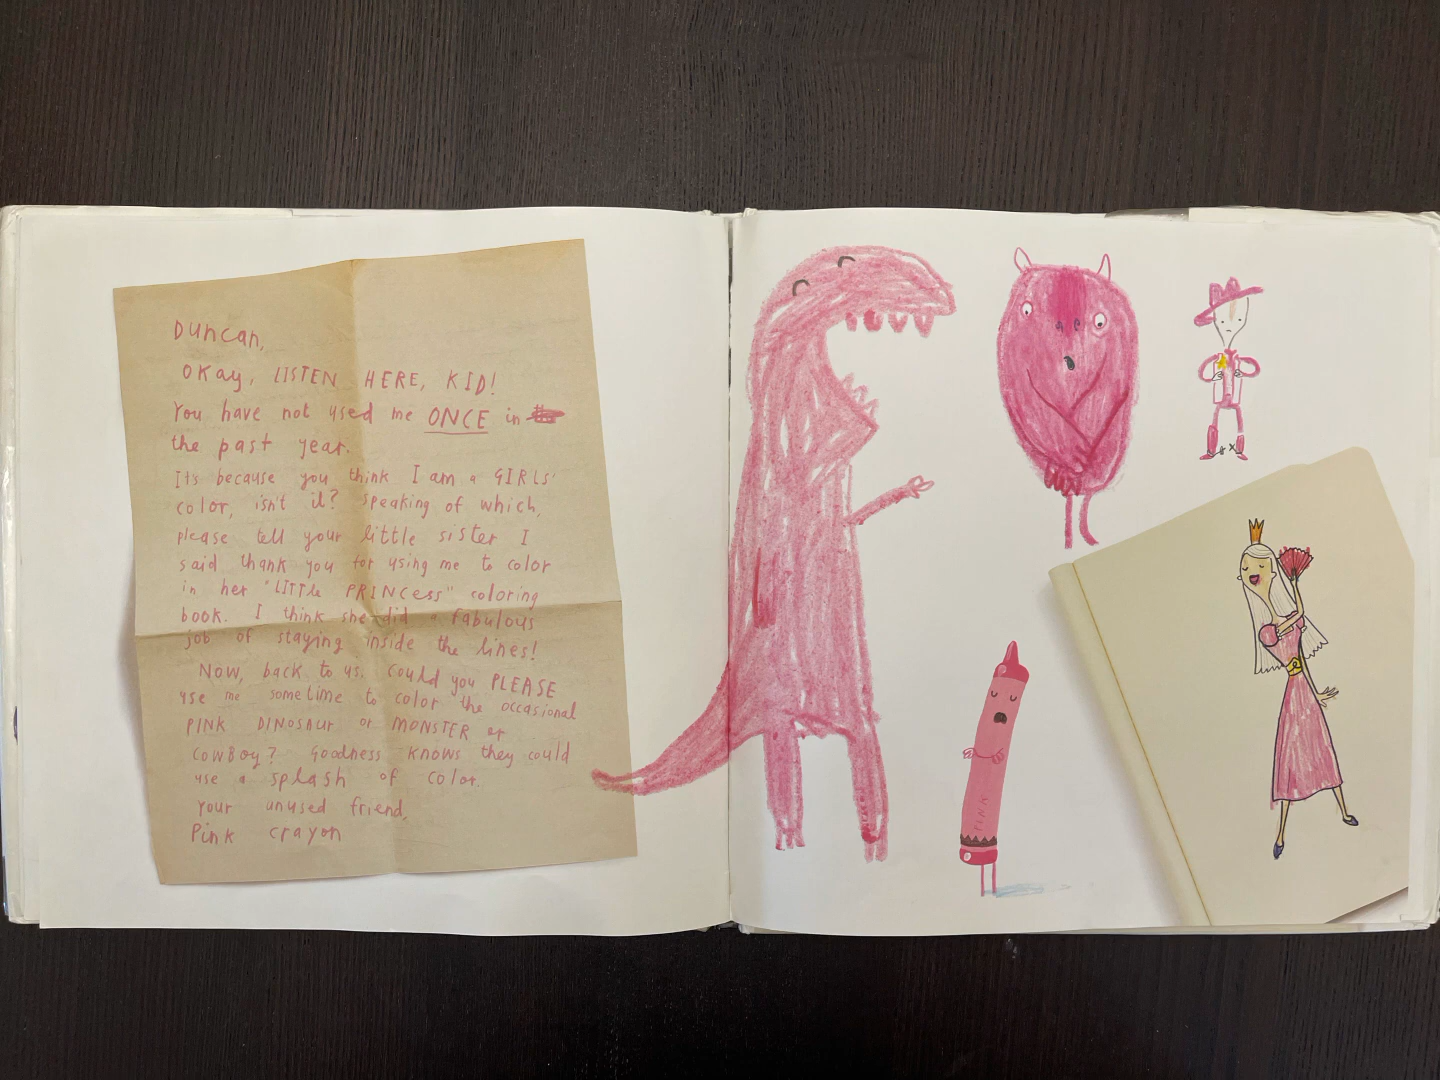 Duncan,
Okay, LISTEN HERE, KID!
You have not used me ONCE in
the past year.
It's because you think I am a GIRLS'
color, isn't it? Speaking of which,
please tell your little sister I
said thank you for using me to color
in her "LITTLE PRINCESS" coloring
book. I think she did a fabulous
job of staying inside the lines!
Now, back to us. Could you PLEASE
use me sometime to color the occasional
PINK DINOSAUR or MONSTER or
COWBOY? Goodness knows they could
use a splash of color.
Your unused friend,
Pink crayon
PINK